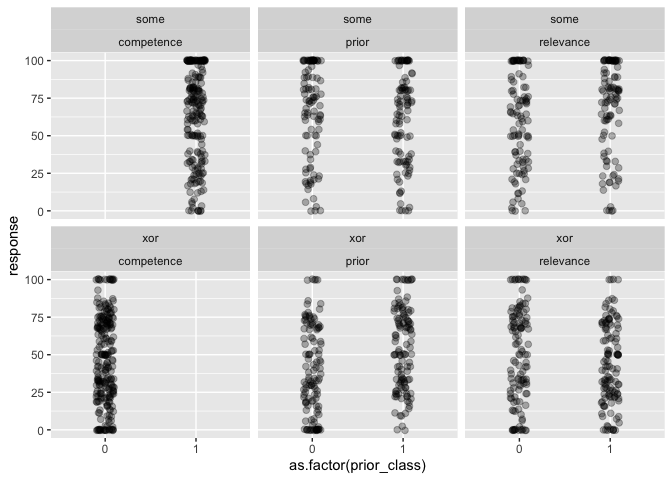 some some some
competence prior relevance
100
75
50
25
0
xor xor xor
competence prior relevance
100
75
50
25
0
0 1 0 1 0 1
as.factor(prior_class)
response